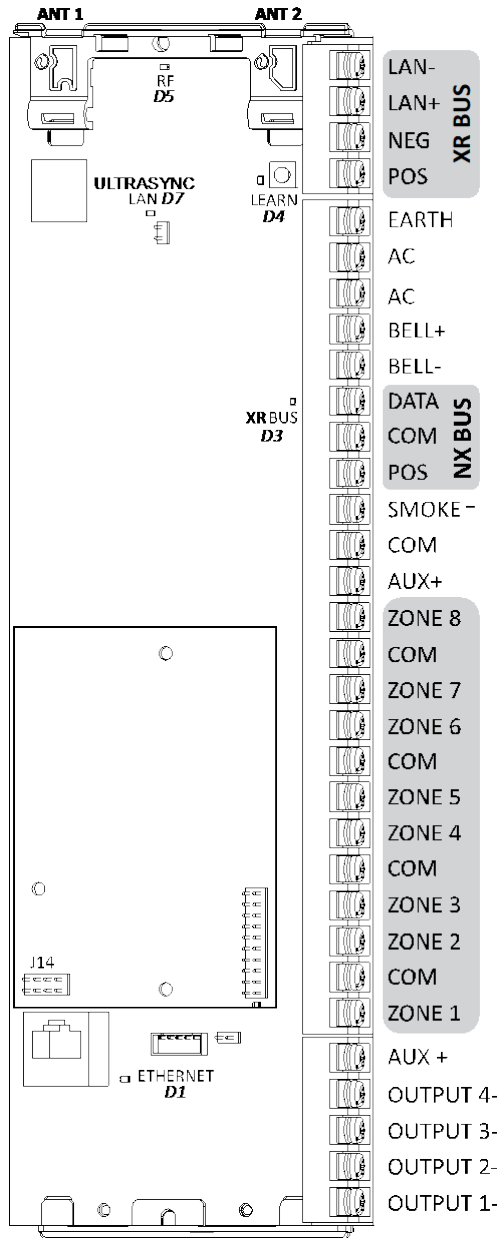 ANT 1
ANT 2
RF
D5
ULTRASYNC
LAN D7
LEARN
D4
XR BUS
D3
J14
ETHERNET
D1
LAN-
LAN+
NEG
POS
XR BUS
EARTH
AC
AC
BELL+
BELL-
DATA
COM
POS
NX BUS
SMOKE-
COM
AUX+
ZONE 8
COM
ZONE 7
ZONE 6
COM
ZONE 5
ZONE 4
COM
ZONE 3
ZONE 2
COM
ZONE 1
AUX +
OUTPUT 4-
OUTPUT 3-
OUTPUT 2-
OUTPUT 1-